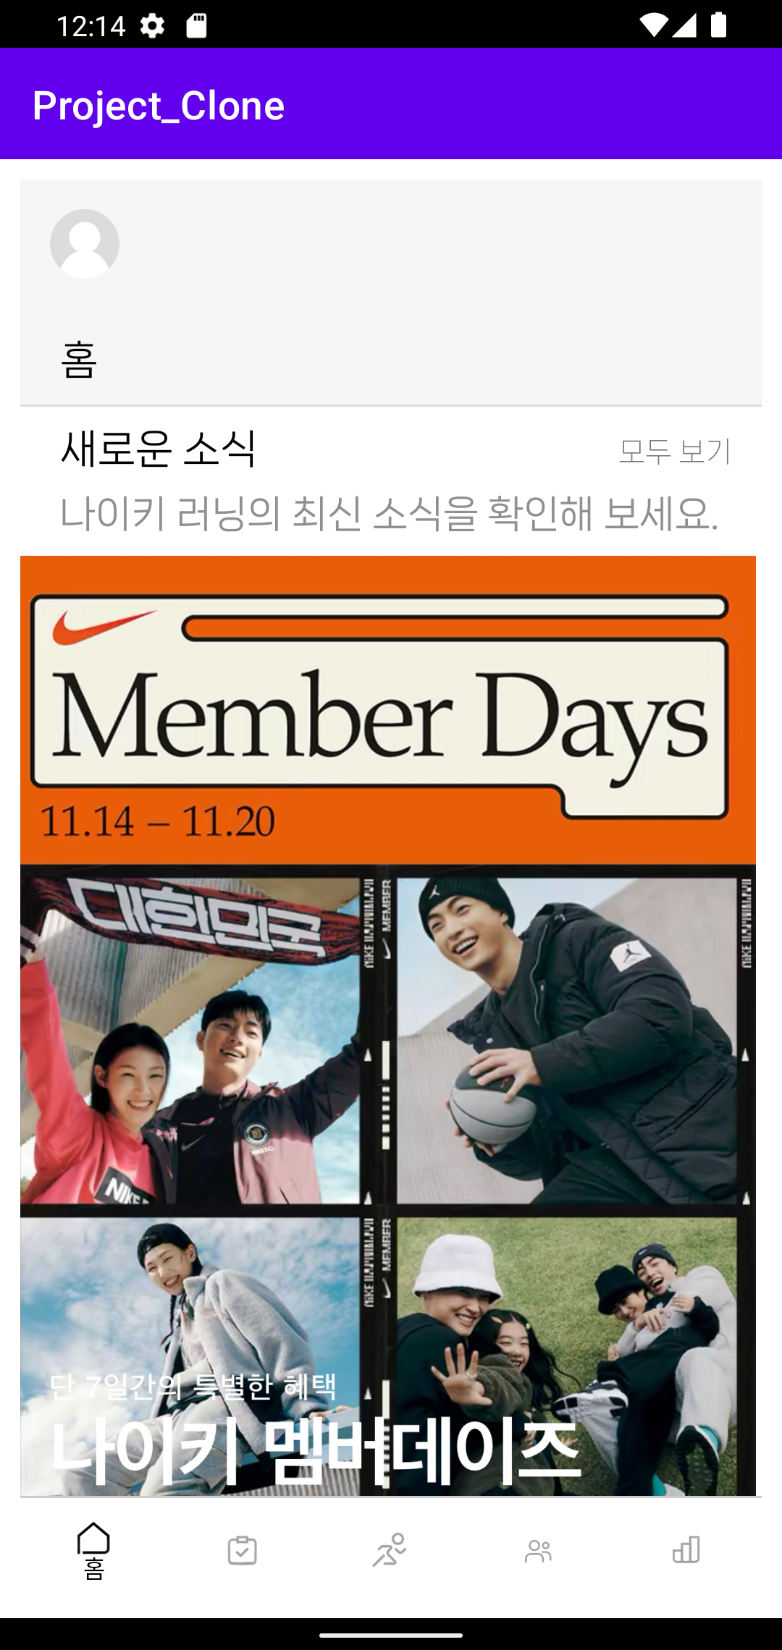 12:14
Project_Clone
홈
새로운 소식
모두 보기
나이키 러닝의 최신 소식을 확인해 보세요.
Member Days
11.14 – 11.20
대한민국
MEMBER
NIKE
MEMBER
단 7일간의 특별한 혜택
나이키 멤버데이즈
홈